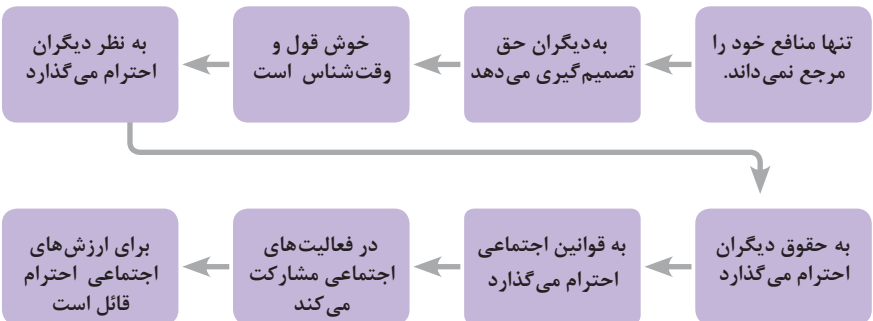 تنها منافع خود را
مرجع نمی‌داند.
به‌دیگران حق
تصمیم‌گیری می‌دهد
خوش قول و
وقت‌شناس است
به نظر دیگران
احترام می‌گذارد
به حقوق دیگران
احترام می‌گذارد
به قوانین اجتماعی
احترام می‌گذارد
در فعالیت‌های
اجتماعی مشارکت
می‌کند
برای ارزش‌های
اجتماعی احترام
قائل است